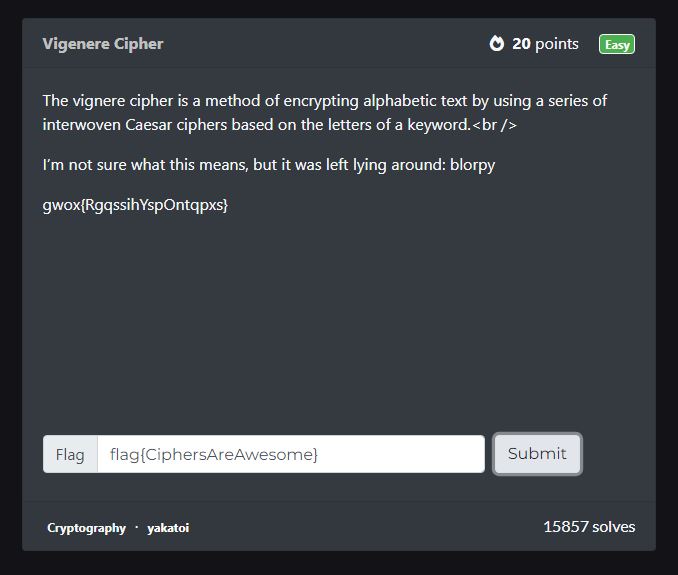 Vigenere Cipher 20 points Easy
The vignere cipher is a method of encrypting alphabetic text by using a series of
interwoven Caesar ciphers based on the letters of a keyword.<br />
I’m not sure what this means, but it was left lying around: blorpy
gwox{RgqssihYspOntqpxs}
Flag flag{CiphersAreAwesome} Submit
Cryptography · yakatoi 15857 solves